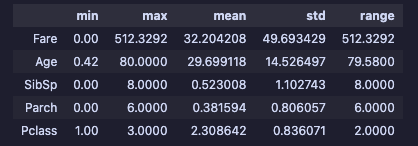 min max mean std range
Fare 0.00 512.3292 32.204208 49.693429 512.3292
Age 0.42 80.0000 29.699118 14.526497 79.5800
SibSp 0.00 8.0000 0.523008 1.102743 8.0000
Parch 0.00 6.0000 0.381594 0.806057 6.0000
Pclass 1.00 3.0000 2.308642 0.836071 2.0000